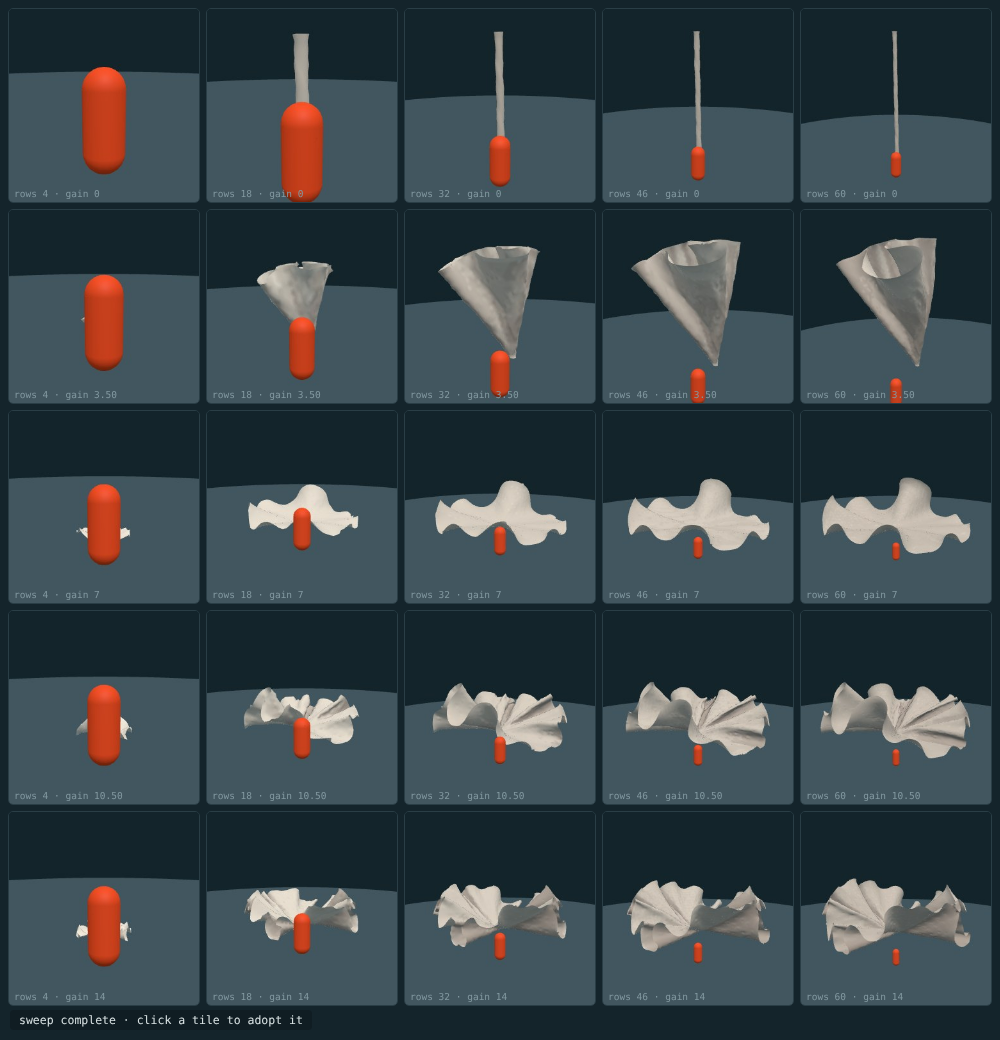 rows 4 · gain 0
rows 18 · gain 0
rows 32 · gain 0
rows 46 · gain 0
rows 60 · gain 0
rows 4 · gain 3.50
rows 18 · gain 3.50
rows 32 · gain 3.50
rows 46 · gain 3.50
rows 60 · gain 3.50
rows 4 · gain 7
rows 18 · gain 7
rows 32 · gain 7
rows 46 · gain 7
rows 60 · gain 7
rows 4 · gain 10.50
rows 18 · gain 10.50
rows 32 · gain 10.50
rows 46 · gain 10.50
rows 60 · gain 10.50
rows 4 · gain 14
rows 18 · gain 14
rows 32 · gain 14
rows 46 · gain 14
rows 60 · gain 14
sweep complete · click a tile to adopt it